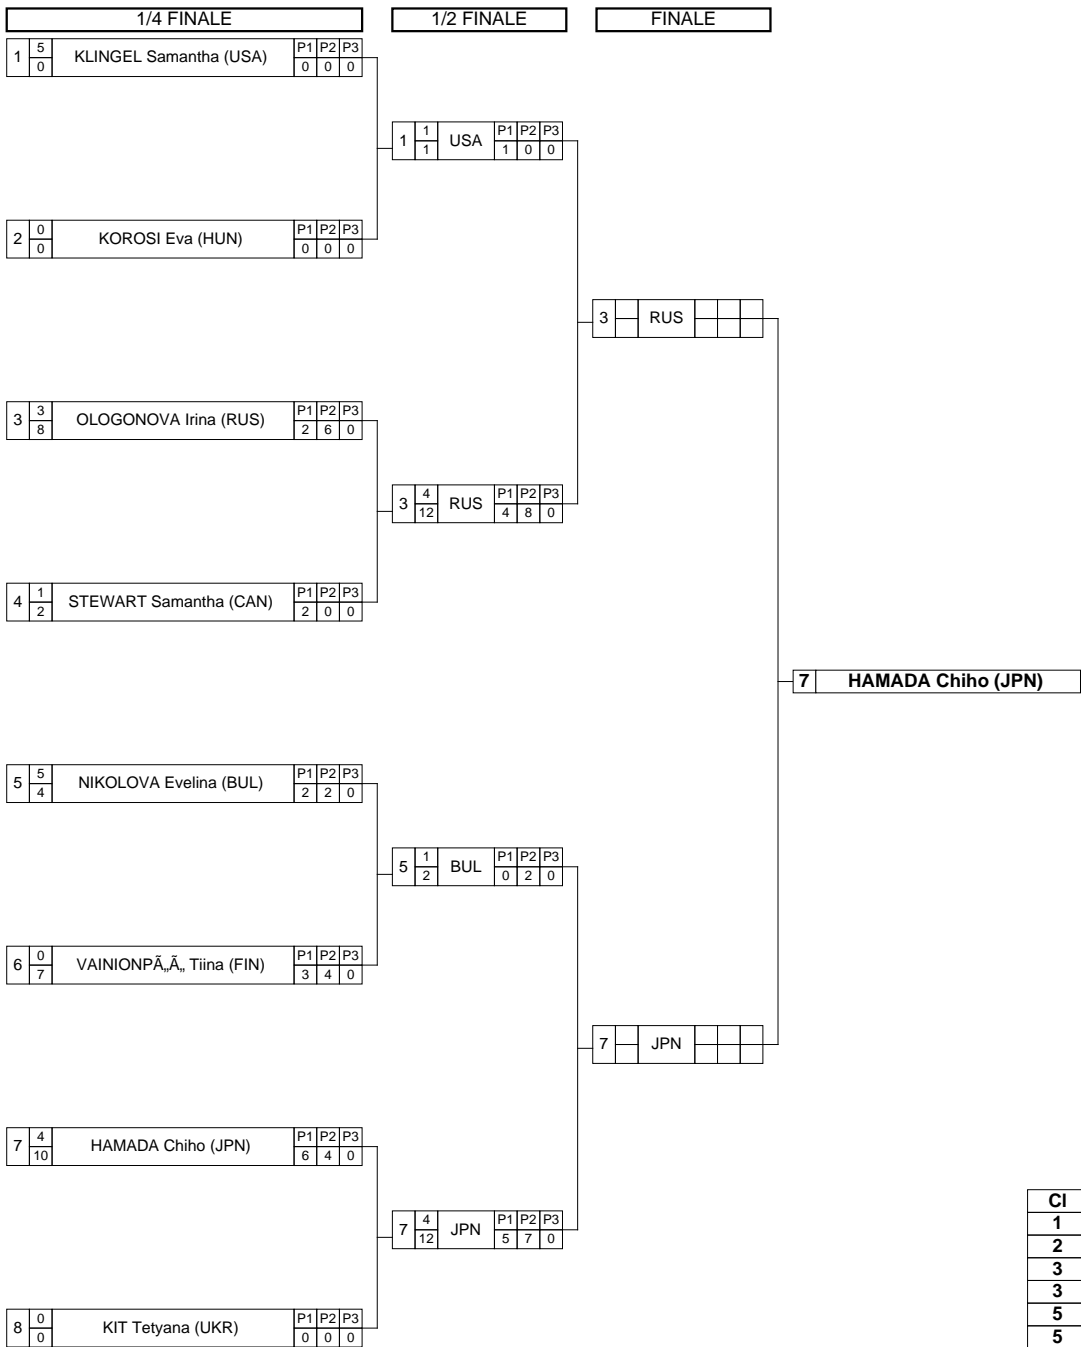 1/4 FINALE 1/2 FINALE FINALE
1 5 0 KLINGEL Samantha (USA) P1 P2 P3 0 0 0
1 1 1 USA P1 P2 P3 1 0 0
2 0 0 KOROSI Eva (HUN) P1 P2 P3 0 0 0
3 RUS
3 3 8 OLOGONOVA Irina (RUS) P1 P2 P3 2 6 0
3 4 12 RUS P1 P2 P3 4 8 0
4 1 2 STEWART Samantha (CAN) P1 P2 P3 2 0 0
7 HAMADA Chiho (JPN)
5 5 4 NIKOLOVA Evelina (BUL) P1 P2 P3 2 2 0
5 1 2 BUL P1 P2 P3 0 2 0
6 0 7 VAINIONPÃ„Ã„ Tiina (FIN) P1 P2 P3 3 4 0
7 JPN
7 4 10 HAMADA Chiho (JPN) P1 P2 P3 6 4 0
7 4 12 JPN P1 P2 P3 5 7 0
8 0 0 KIT Tetyana (UKR) P1 P2 P3 0 0 0
Cl
1
2
3
3
5
5